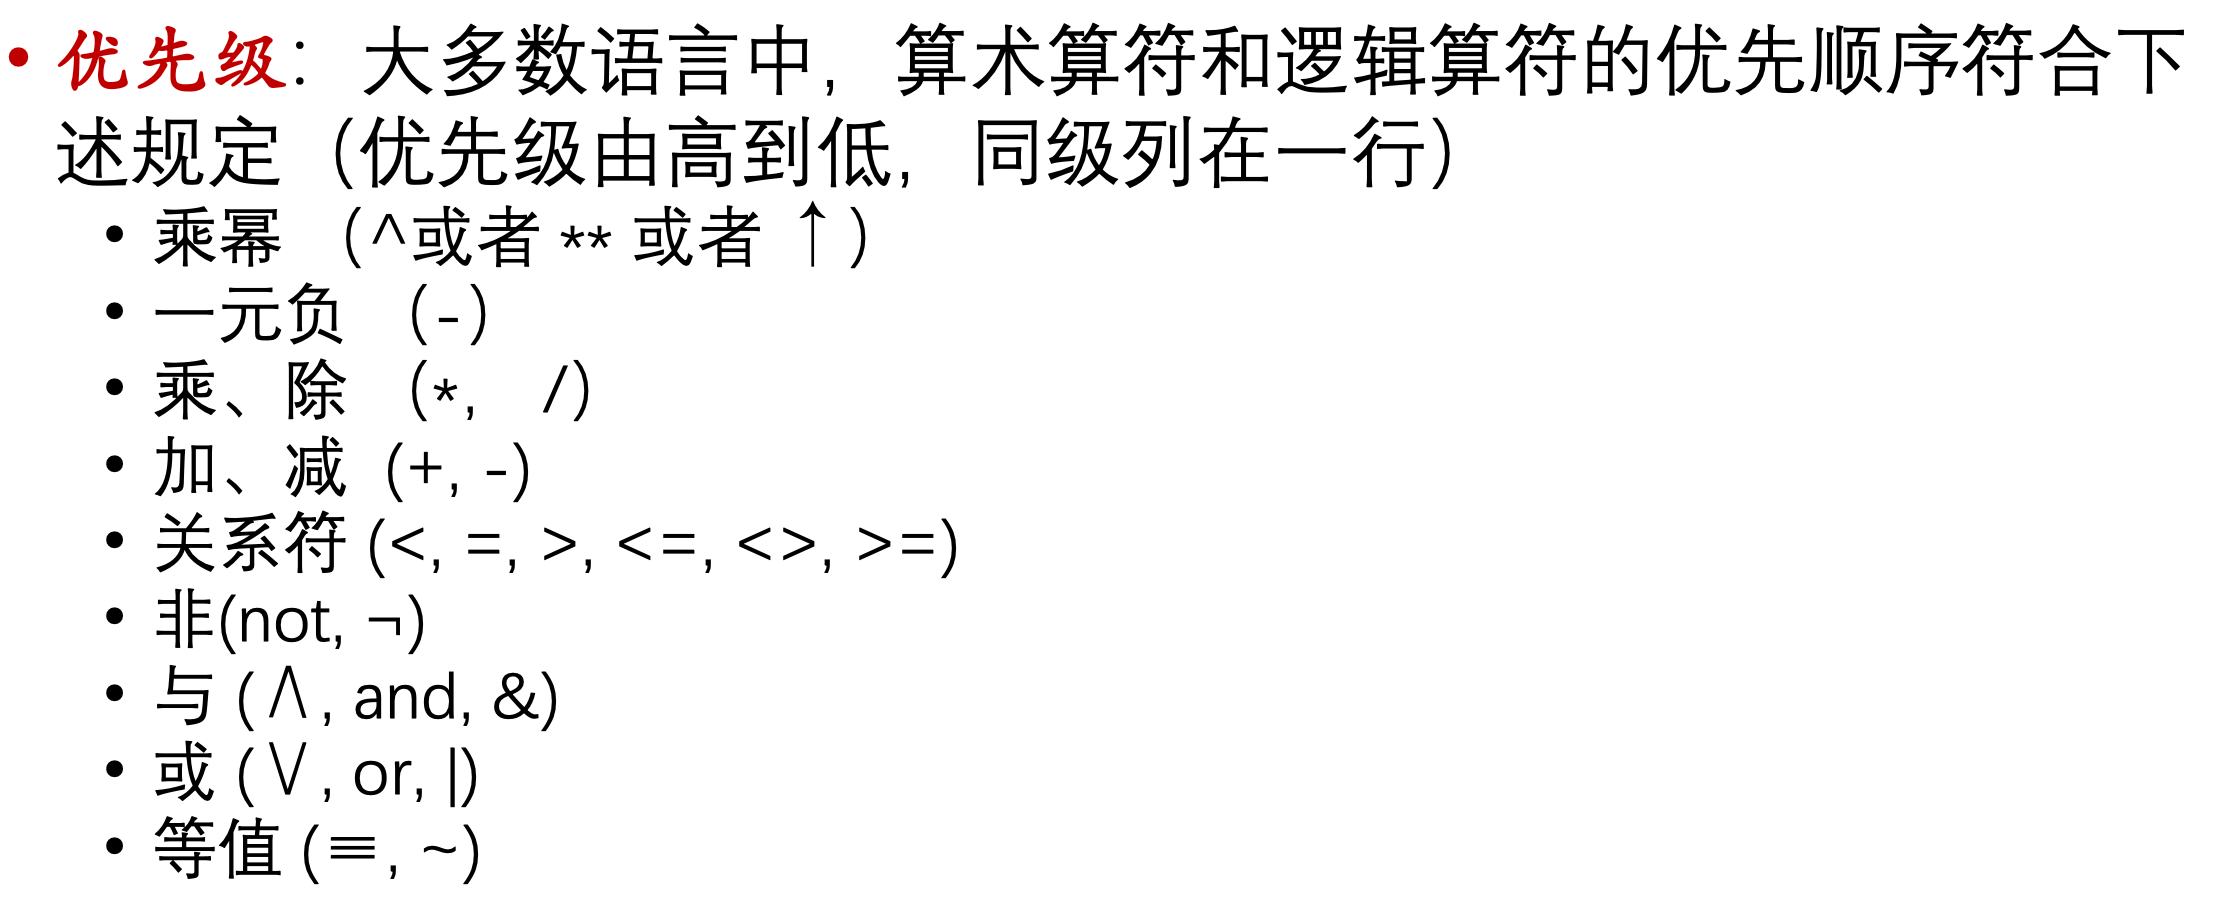 • 优先级：大多数语言中，算术算符和逻辑算符的优先顺序符合下
述规定（优先级由高到低，同级列在一行）
• 乘幂 （^或者 ** 或者 ↑）
• 一元负 （-）
• 乘、除 （*， /）
• 加、减 (+, -)
• 关系符 (<, =, >, <=, <>, >=)
• 非(not, ¬)
• 与 (∧, and, &)
• 或 (∨, or, |)
• 等值 (≡, ~)